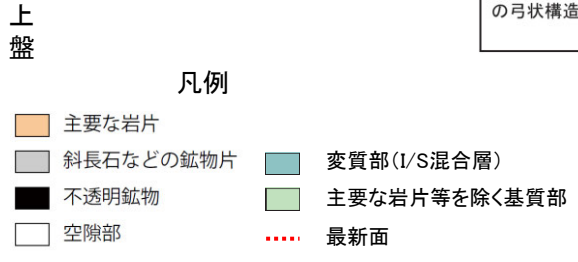 の弓状構造
上
盤
凡例
主要な岩片
斜長石などの鉱物片
変質部(I/S混合層)
不透明鉱物
主要な岩片等を除く基質部
空隙部
最新面